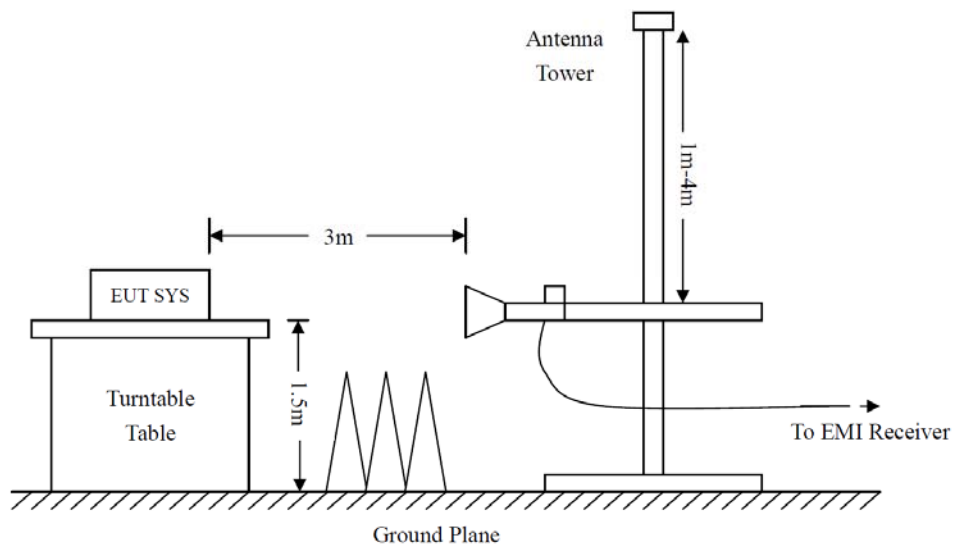 Antenna
Tower
1m-4m
3m
EUT SYS
1.5m
Turntable
Table
To EMI Receiver
Ground Plane